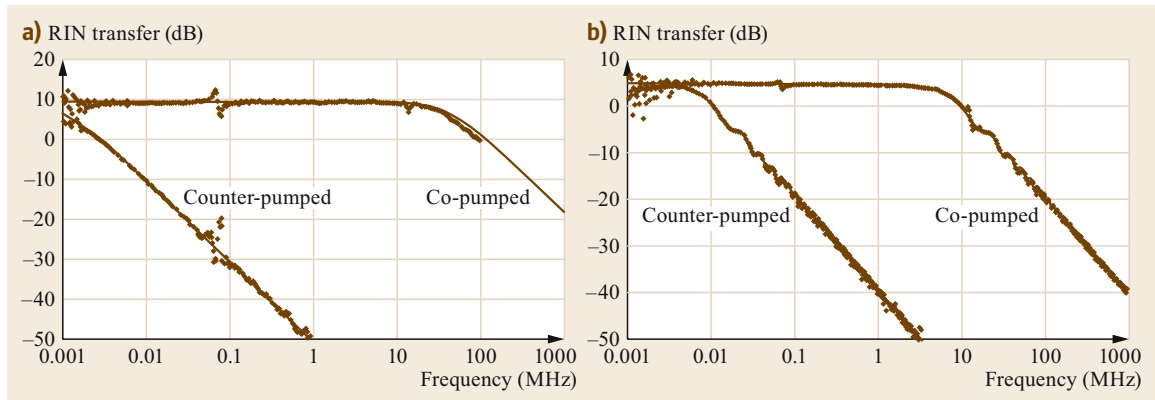 a) RIN transfer (dB)
20
10
0
–10
–20
–30
–40
–50
0.001 0.01 0.1 1 10 100 1000
Frequency (MHz)
Counter-pumped
Co-pumped
b) RIN transfer (dB)
10
0
–10
–20
–30
–40
–50
0.001 0.01 0.1 1 10 100 1000
Frequency (MHz)
Counter-pumped
Co-pumped